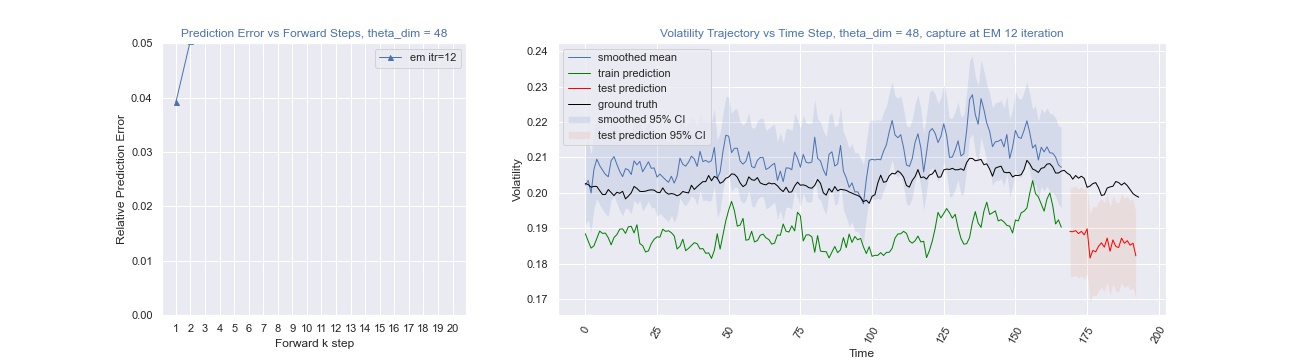 Prediction Error vs Forward Steps, theta_dim = 48
0.05
0.04
0.03
0.02
0.01
0.00
Relative Prediction Error
em itr=12
1 2 3 4 5 6 7 8 9 10 11 12 13 14 15 16 17 18 19 20
Forward k step
Volatility Trajectory vs Time Step, theta_dim = 48, capture at EM 12 iteration
0.24
0.23
0.22
0.21
0.20
0.19
0.18
0.17
Volatility
smoothed mean
train prediction
test prediction
ground truth
smoothed 95% CI
test prediction 95% CI
0 25 50 75 100 125 150 175 200
Time